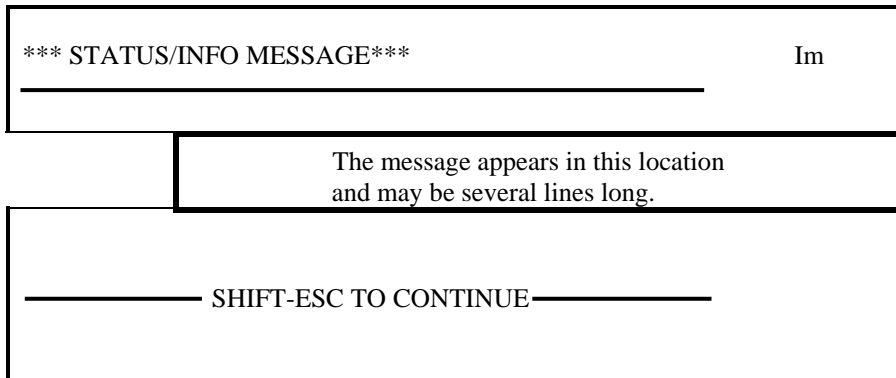 *** STATUS/INFO MESSAGE*** Im
The message appears in this location
and may be several lines long.
SHIFT-ESC TO CONTINUE